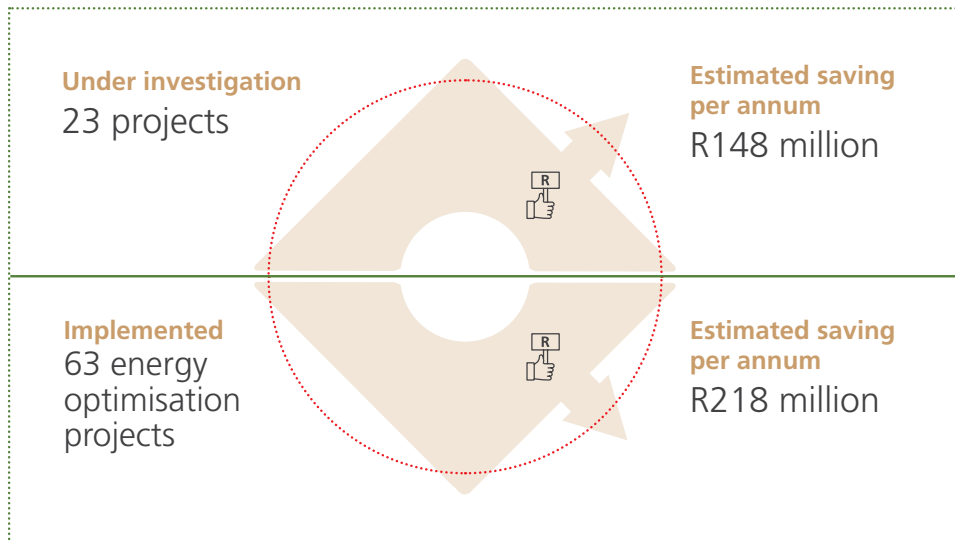 Under investigation
23 projects
Estimated saving
per annum
R148 million
R
Implemented
63 energy
optimisation
projects
R
Estimated saving
per annum
R218 million